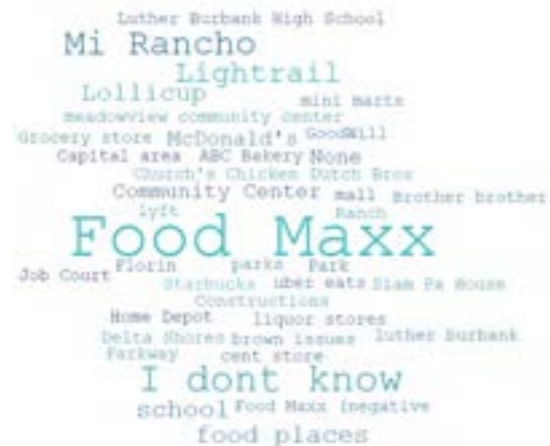 Luther Burbank High School
Mi Rancho
Lightrail
Lollicup
mini marts
meadowview community center
Grocery store McDonald's GoodWill
Capital area ABC Bakery None
Church's Chicken Dutch Bros
Community Center mall Brother brother
lyft Ranch
Food Maxx
Florin parks Park
Job Court
Starbucks uber eats Siam Pa House
Constructions
Home Depot liquor stores
Delta Shores brown issues luther burbank
Parkway cent store
I dont know
school Food Maxx (negative
food places